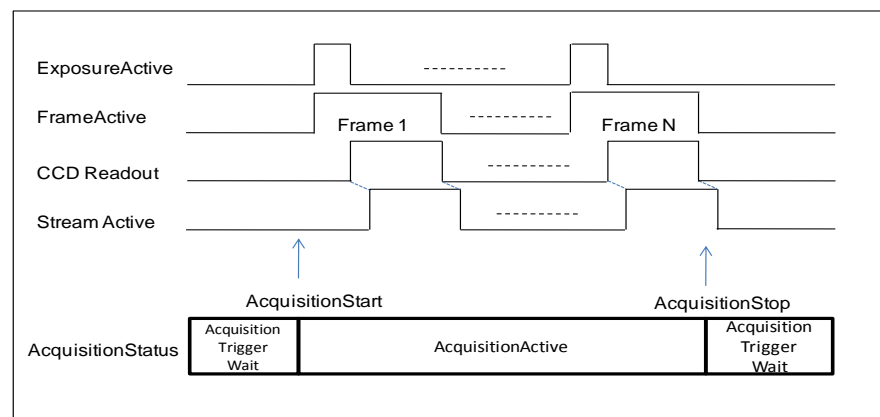 ExposureActive
FrameActive
Frame 1
Frame N
CCD Readout
Stream Active
AcquisitionStart
AcquisitionStop
AcquisitionStatus
Acquisition
Trigger
Wait
AcquisitionActive
Acquisition
Trigger
Wait